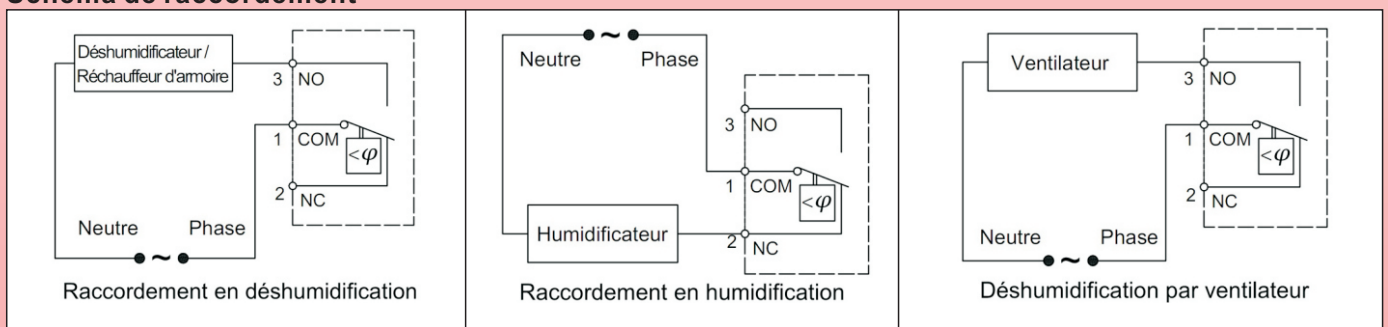 Schéma de raccordement
Déshumidificateur /
Réchauffeur d'armoire
3 NO
1 COM
<φ
2 NC
Neutre Phase
~
Raccordement en déshumidification
~
Neutre Phase
3 NO
1 COM
<φ
Humidificateur
2 NC
Raccordement en humidification
Ventilateur
3 NO
1 COM
<φ
2 NC
Neutre Phase
~
Déshumidification par ventilateur